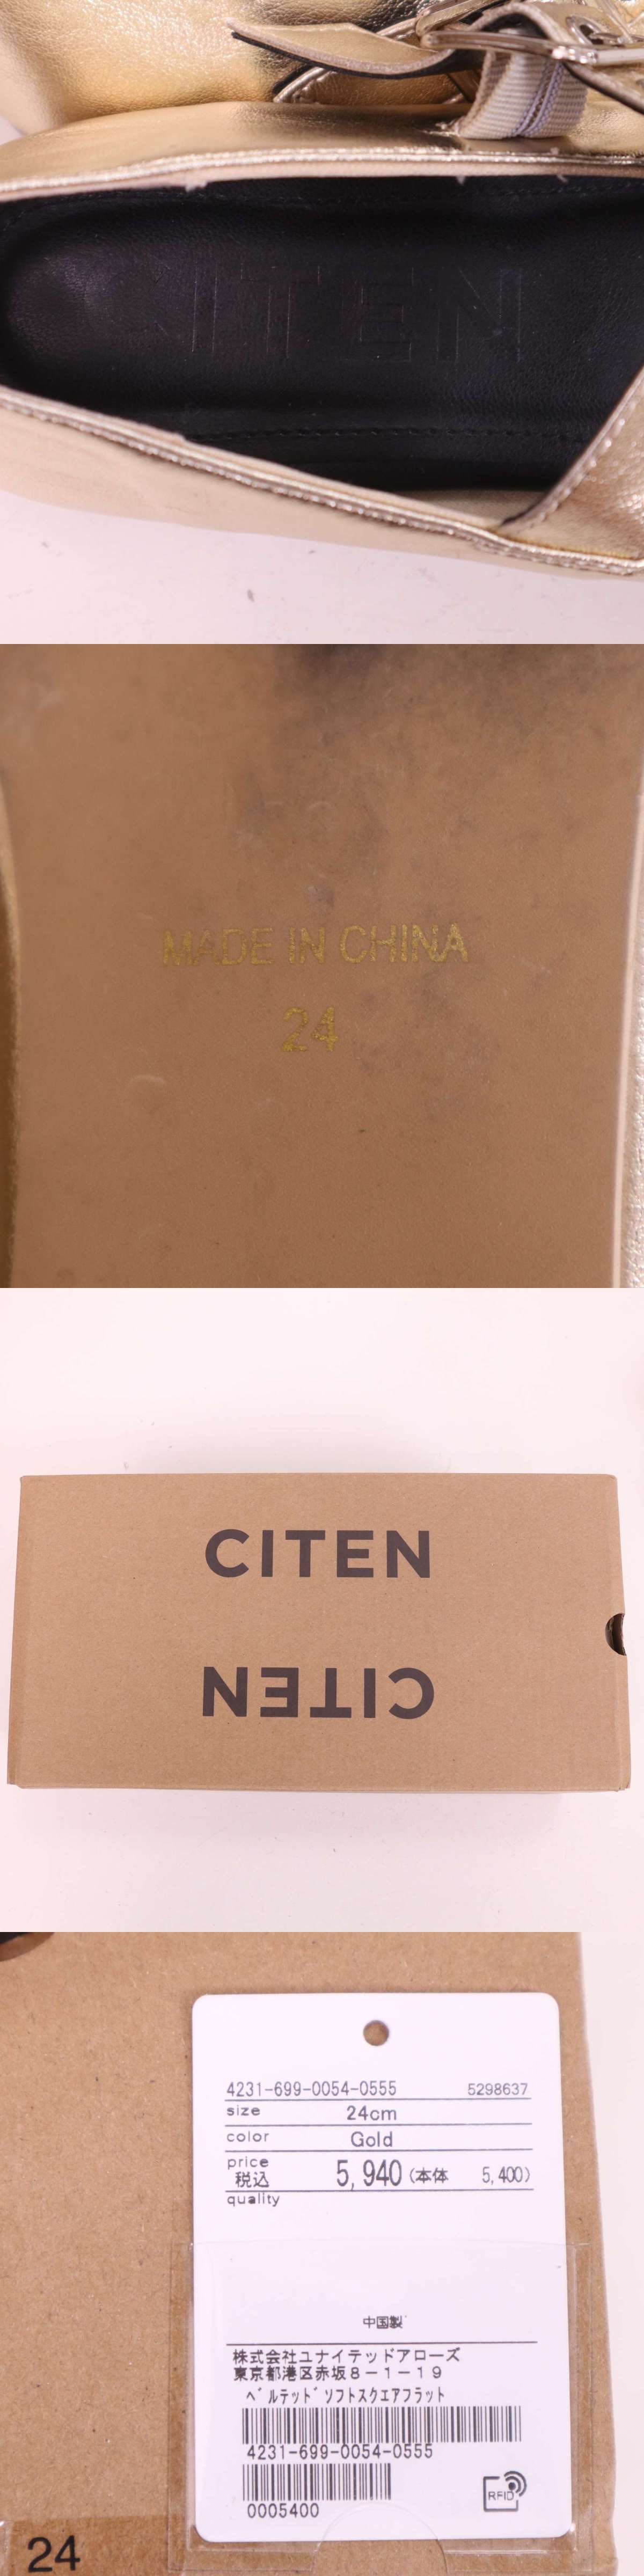 CITEN
MADE IN CHINA
24
CITEN
CITEN
4231-699-0054-0555 5298637
size 24cm
color Gold
price
税込 5,940 (本体 5,400)
quality
中国製
株式会社ユナイテッドアローズ
東京都港区赤坂8-1-19
ベルテッドソフトスクエアフラット
4231-699-0054-0555
0005400
RFID
24